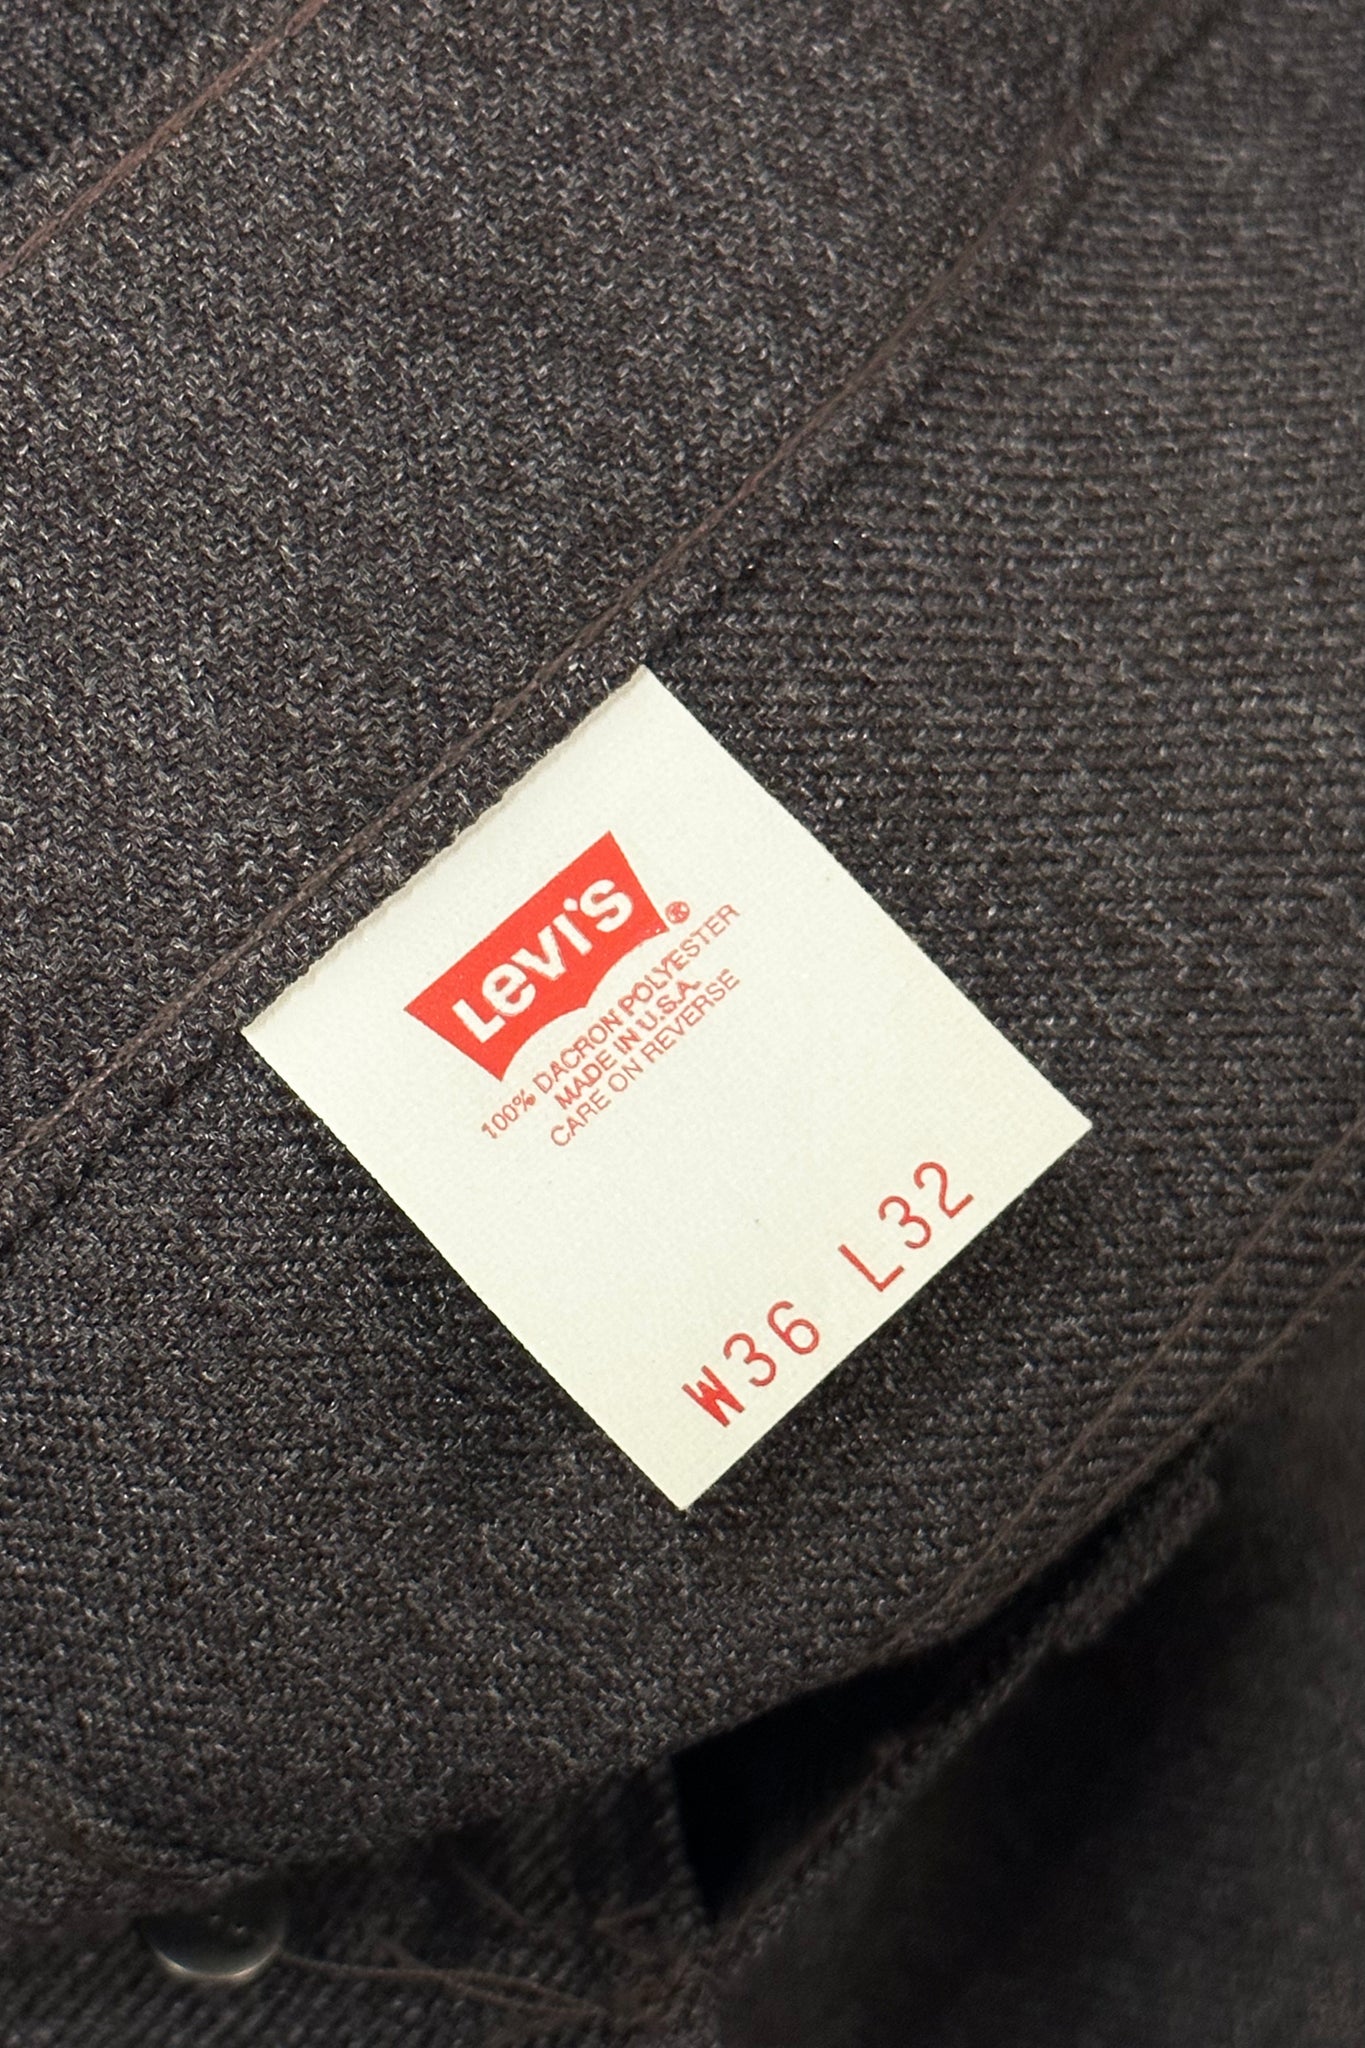 Levi's®
100% DACRON POLYESTER
MADE IN U.S.A.
CARE ON REVERSE
W36 L32